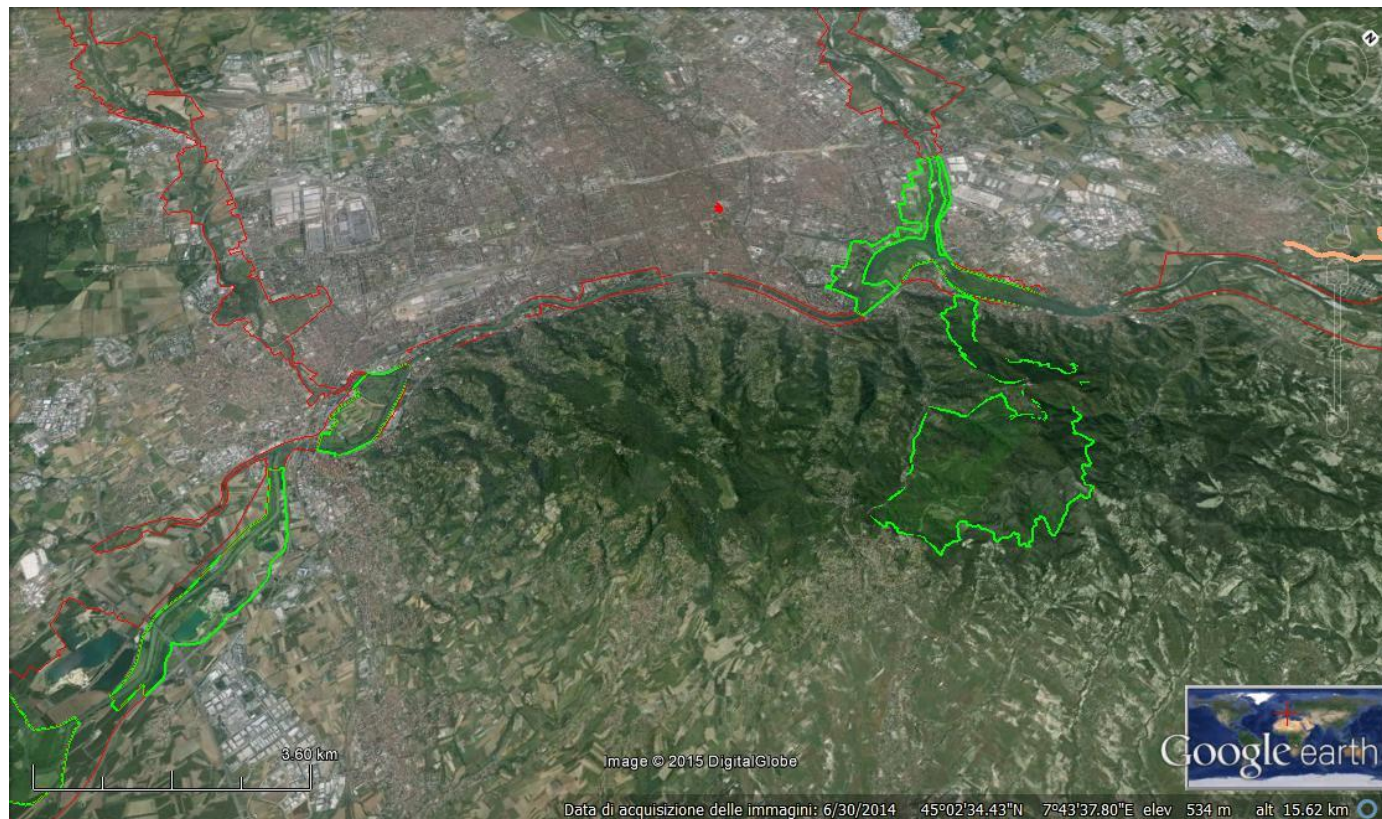 N
3.60 km
Image © 2015 DigitalGlobe
Google earth
Data di acquisizione delle immagini: 6/30/2014 45°02'34.43"N 7°43'37.80"E elev 534 m alt 15.62 km